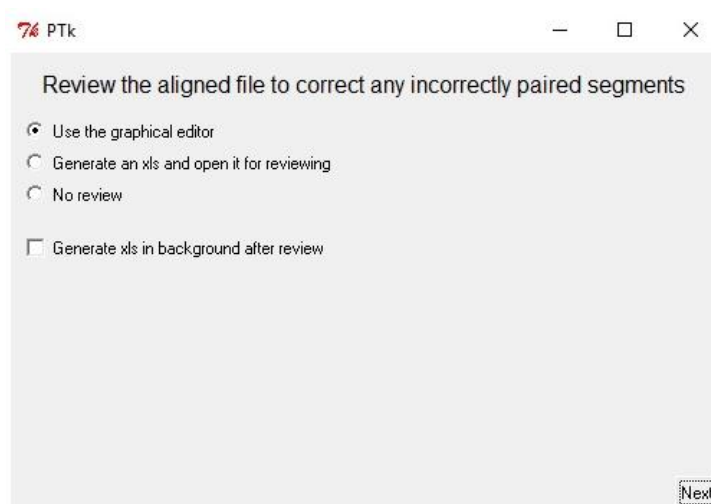 PTk
Review the aligned file to correct any incorrectly paired segments
Use the graphical editor
Generate an xls and open it for reviewing
No review
Generate xls in background after review
Next